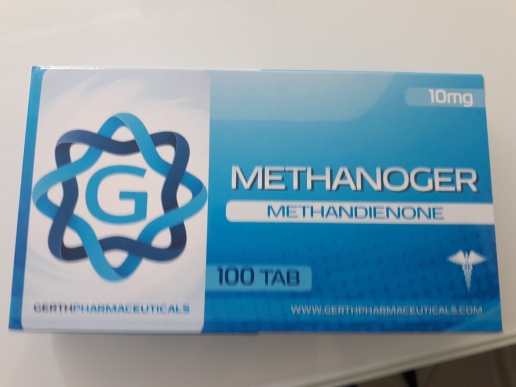 10mg
G
METHANOGER
METHANDIENONE
100 TAB
GERTHPHARMACEUTICALS
WWW.GERTHPHARMACEUTICALS.COM